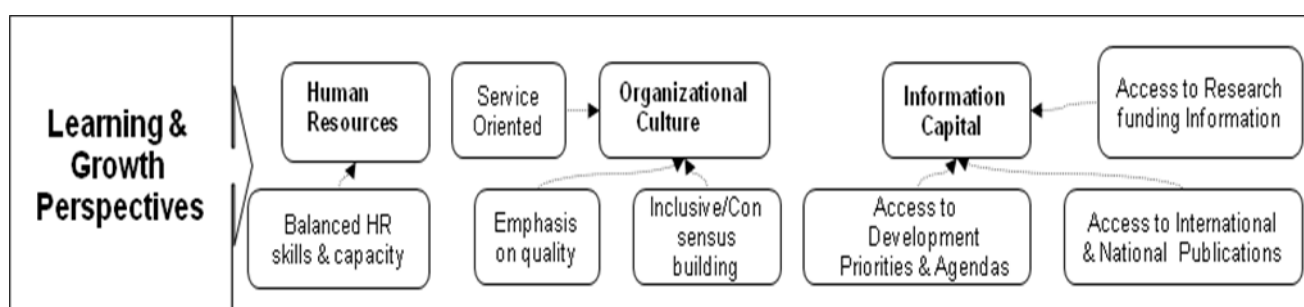 Learning &
Growth
Perspectives
Human
Resources
Service
Oriented
Organizational
Culture
Information
Capital
Access to Research
funding Information
Balanced HR
skills & capacity
Emphasis
on quality
Inclusive/Con
sensus
building
Access to
Development
Priorities & Agendas
Access to International
& National Publications